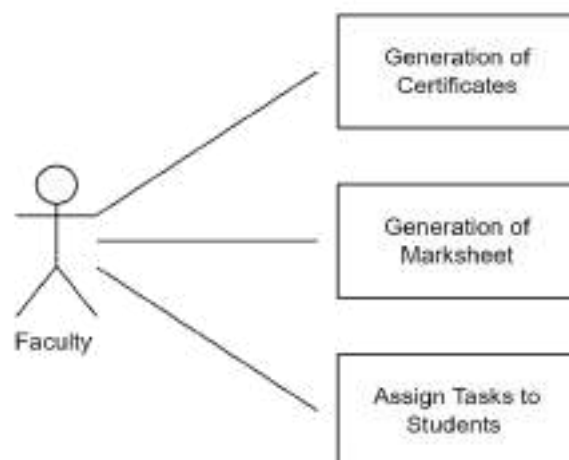 Generation of
Certificates
Generation of
Marksheet
Faculty
Assign Tasks to
Students